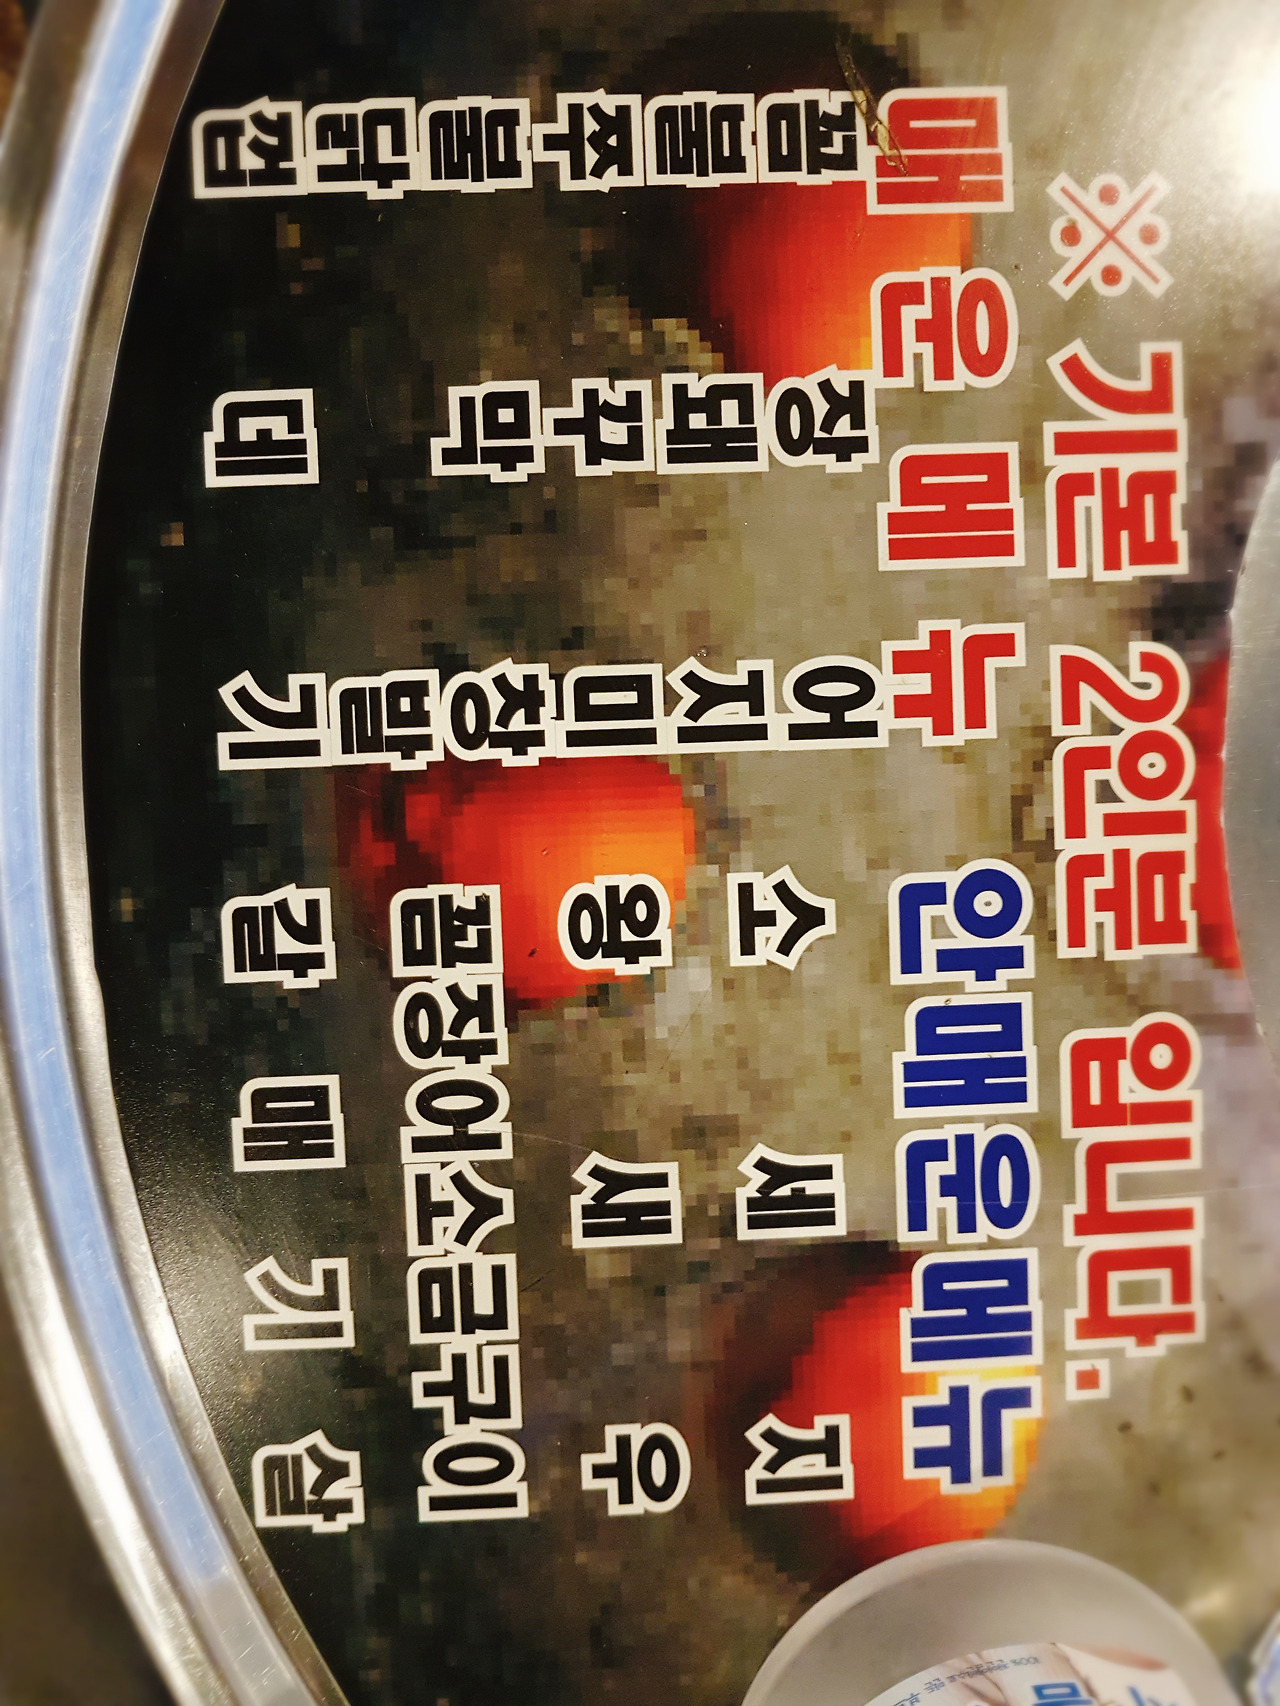 ※ 기본 2인분 입니다.
매 운 메 뉴 안매운메뉴
꼼 장 어 소 세 지
불 돼 지
쭈 꾸 미 왕 새 우
불 막 창 꼼장어소금구이
닭 발
껍 데 기 갈 매 기 살